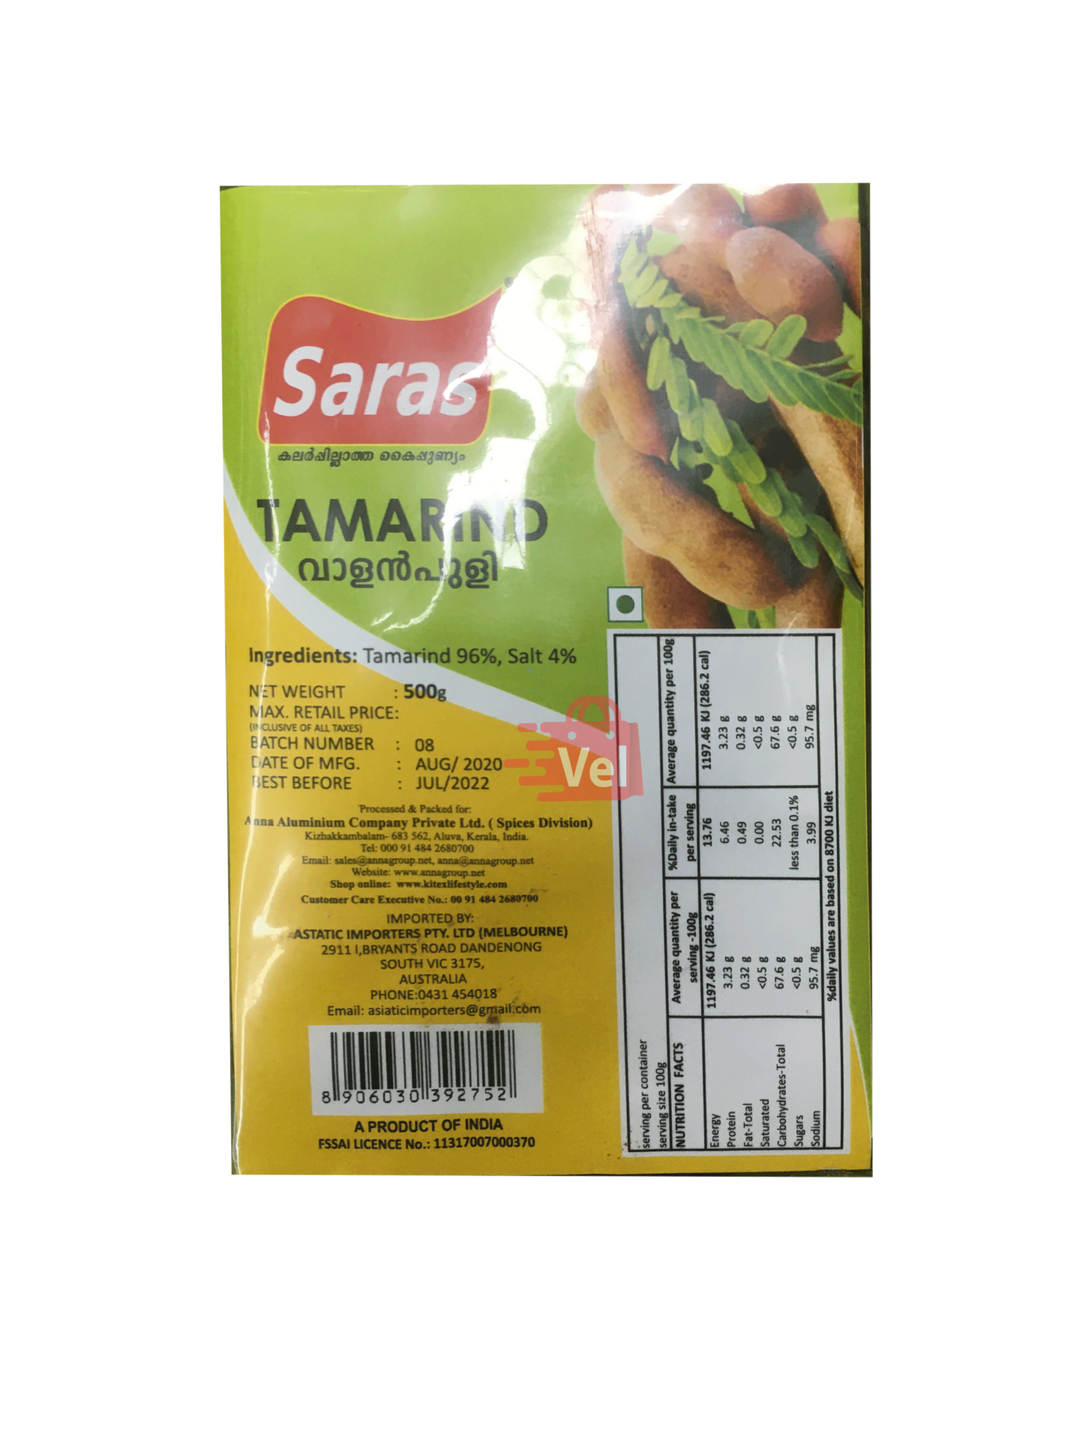 Saras
കലർപ്പില്ലാത്ത കൈപ്പുണ്യം
TAMARIND
വാളൻപുളി
Ingredients: Tamarind 96%, Salt 4%
NET WEIGHT : 500g
MAX. RETAIL PRICE:
(INCLUSIVE OF ALL TAXES)
BATCH NUMBER : 08
DATE OF MFG. : AUG/ 2020
BEST BEFORE : JUL/2022
Vel
Processed & Packed for:
Anna Aluminium Company Private Ltd. ( Spices Division)
Kizhakkambalam- 683 562, Aluva, Kerala, India.
Tel: 000 91 484 2680700
Email: sales@annagroup.net, anna@annagroup.net
Website: www.annagroup.net
Shop online: www.kitexlifestyle.com
Customer Care Executive No.: 00 91 484 2680700
IMPORTED BY:
ASTATIC IMPORTERS PTY. LTD (MELBOURNE)
2911 I,BRYANTS ROAD DANDENONG
SOUTH VIC 3175,
AUSTRALIA
PHONE:0431 454018
Email: asiaticimporters@gmail.com
8 906030 392752
A PRODUCT OF INDIA
FSSAI LICENCE No.: 11317007000370
serving per container
serving size 100g
NUTRITION FACTS Average quantity per serving -100g %Daily in-take per serving Average quantity per 100g
Energy 1197.46 KJ (286.2 cal) 13.76 1197.46 KJ (286.2 cal)
Protein 3.23 g 6.46 3.23 g
Fat-Total 0.32 g 0.49 0.32 g
Saturated <0.5 g 0.00 <0.5 g
Carbohydrates-Total 67.6 g 22.53 67.6 g
Sugars <0.5 g less than 0.1% <0.5 g
Sodium 95.7 mg 3.99 95.7 mg
%daily values are based on 8700 KJ diet